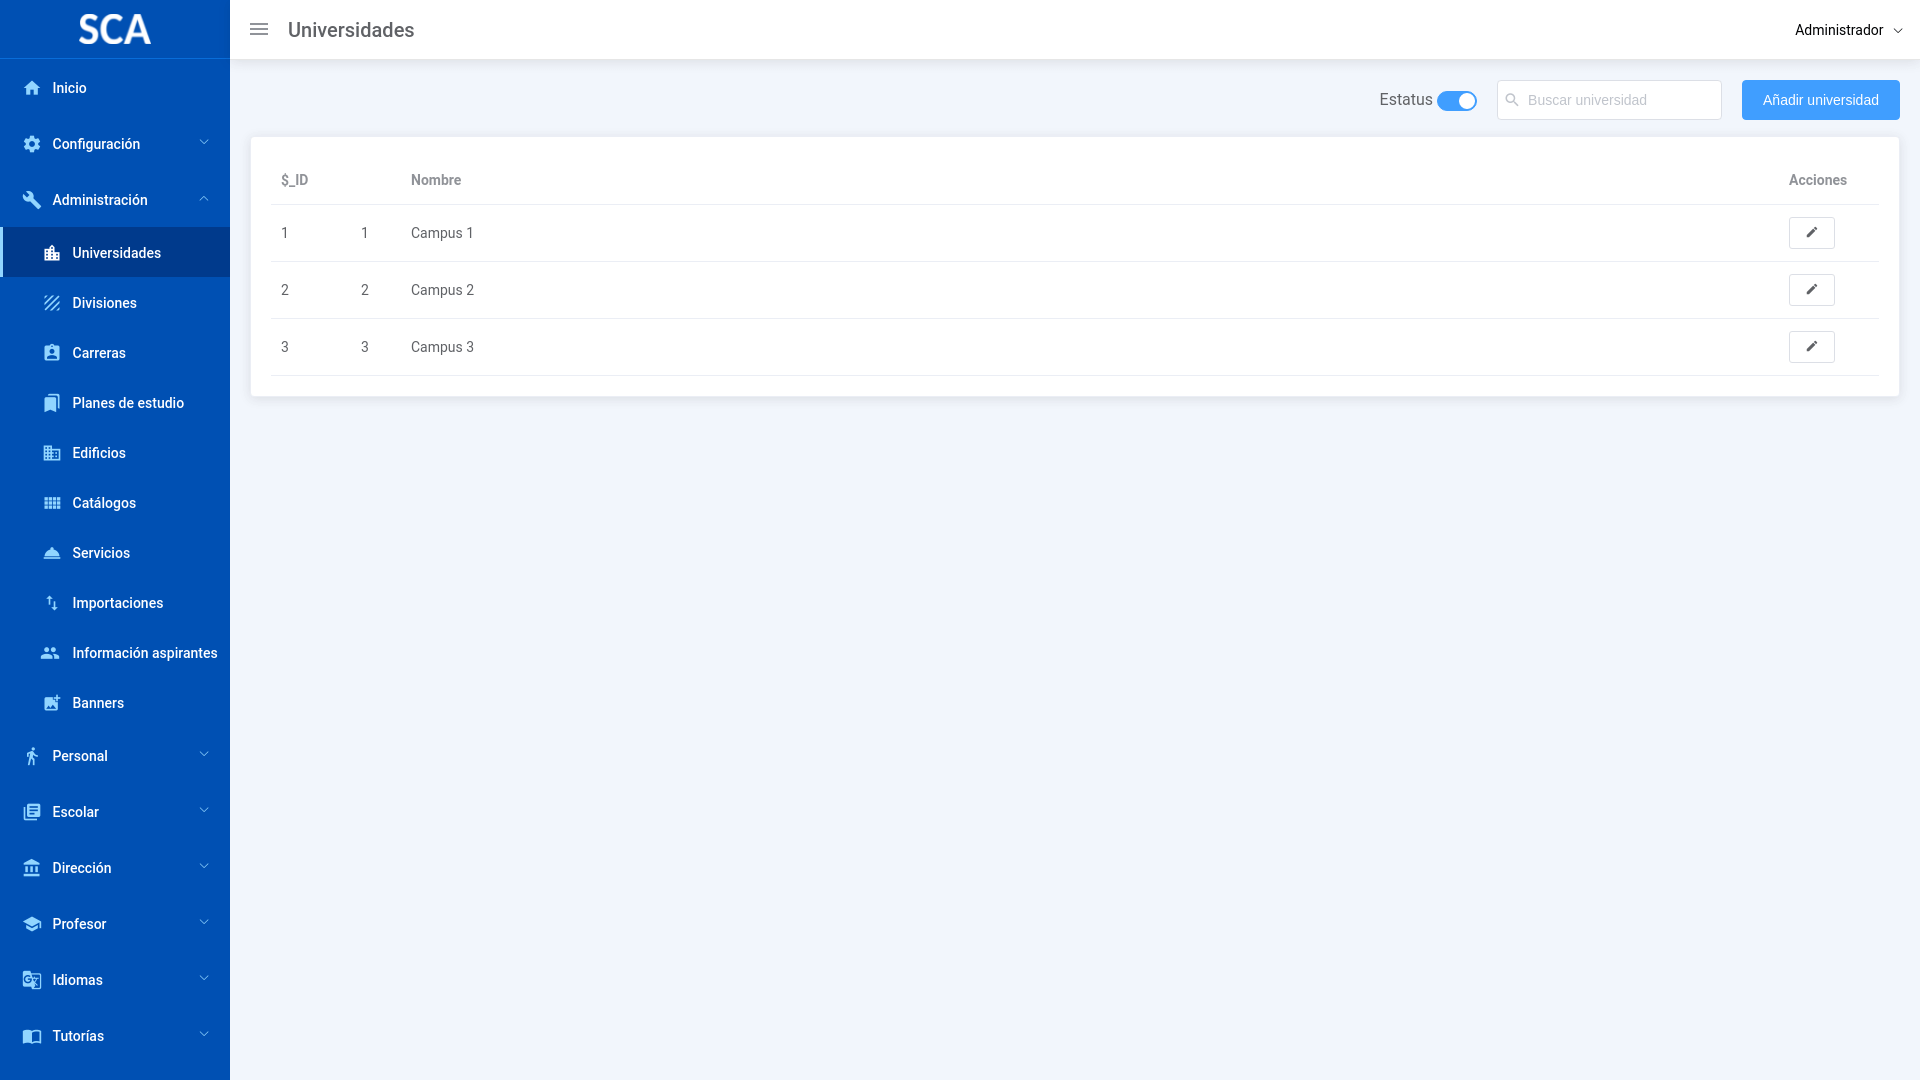 SCA
Universidades
Administrador
Inicio
Configuración
Administración
Universidades
Divisiones
Carreras
Planes de estudio
Edificios
Catálogos
Servicios
Importaciones
Información aspirantes
Banners
Personal
Escolar
Dirección
Profesor
Idiomas
Tutorías
Estatus Buscar universidad Añadir universidad
$_ID Nombre Acciones
1 1 Campus 1
2 2 Campus 2
3 3 Campus 3